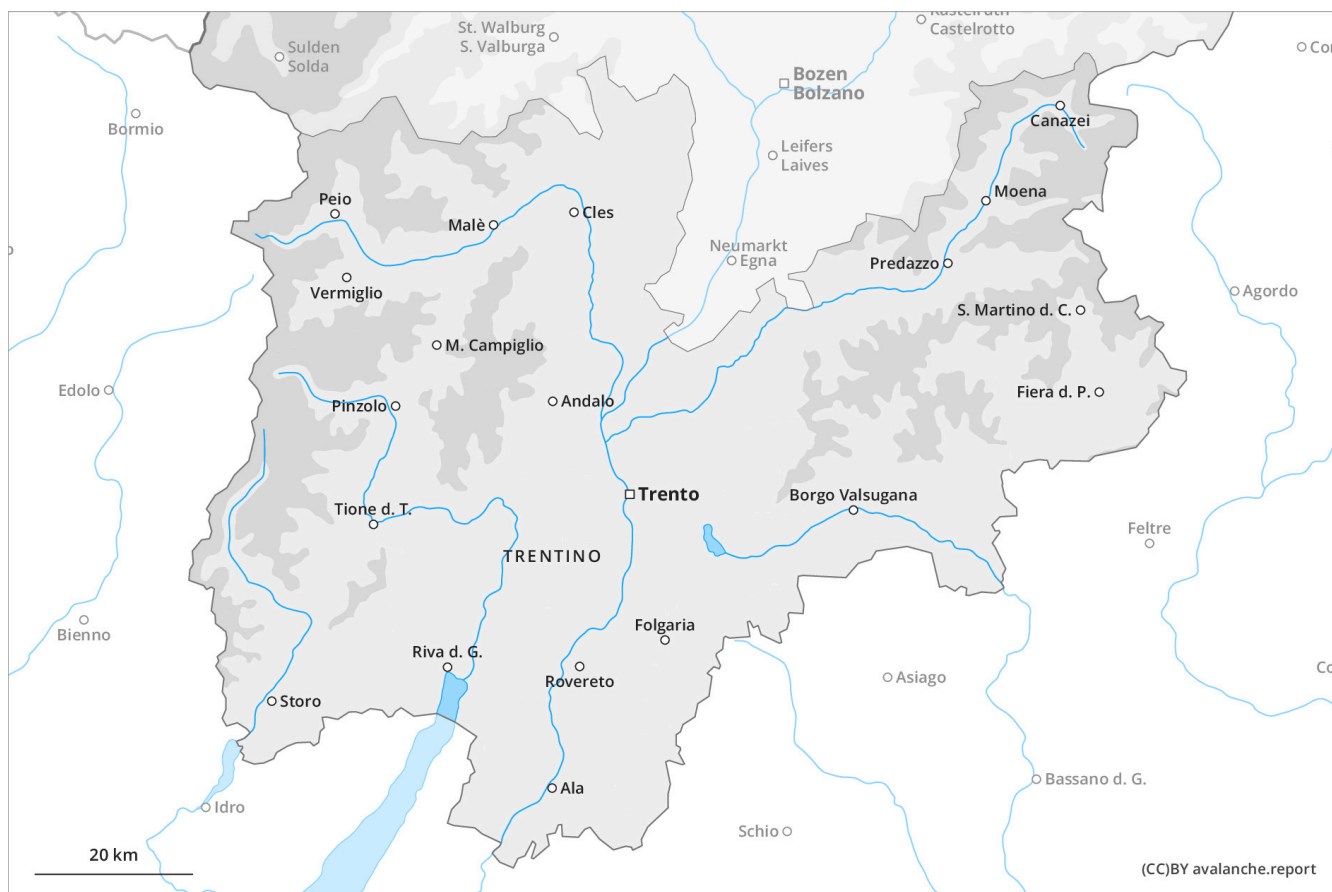 Kastelruth
Castelrotto
St. Walburg
S. Valburga
Sulden
Solda
Bozen
Bolzano
Bormio
Canazei
Leifers
Laives
Moena
Peio
Malè
Cles
Neumarkt
Egna
Predazzo
Vermiglio
Agordo
S. Martino d. C.
M. Campiglio
Edolo
Pinzolo
Andalo
Fiera d. P.
Trento
Borgo Valsugana
Tione d. T.
Feltre
TRENTINO
Bienno
Folgaria
Riva d. G.
Rovereto
Asiago
Storo
Bassano d. G.
Ala
Idro
Schio
20 km
(CC)BY avalanche.report